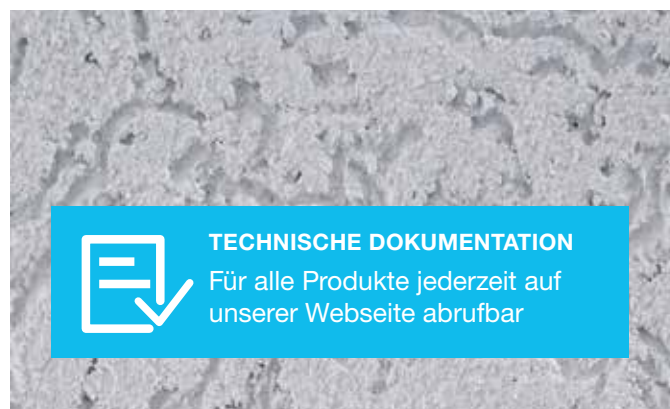 TECHNISCHE DOKUMENTATION
Für alle Produkte jederzeit auf
unserer Webseite abrufbar